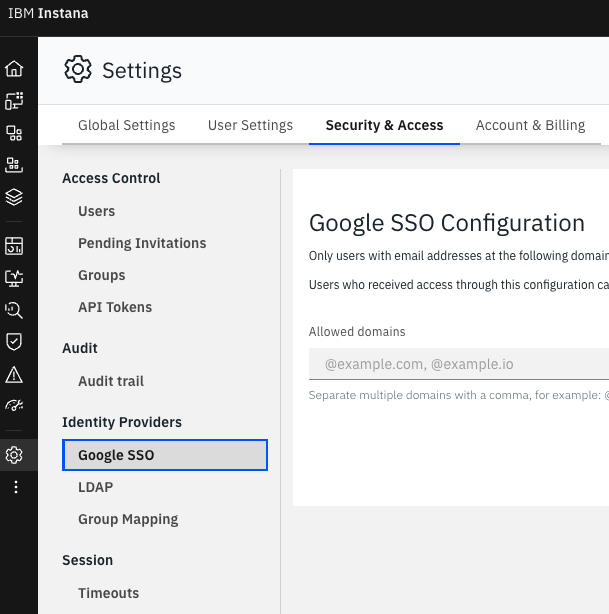 IBM Instana
Settings
Global Settings User Settings Security & Access Account & Billing
Access Control
Users
Pending Invitations
Groups
API Tokens
Audit
Audit trail
Identity Providers
Google SSO
LDAP
Group Mapping
Session
Timeouts
Google SSO Configuration
Only users with email addresses at the following domain
Users who received access through this configuration ca
Allowed domains
@example.com, @example.io
Separate multiple domains with a comma, for example: @